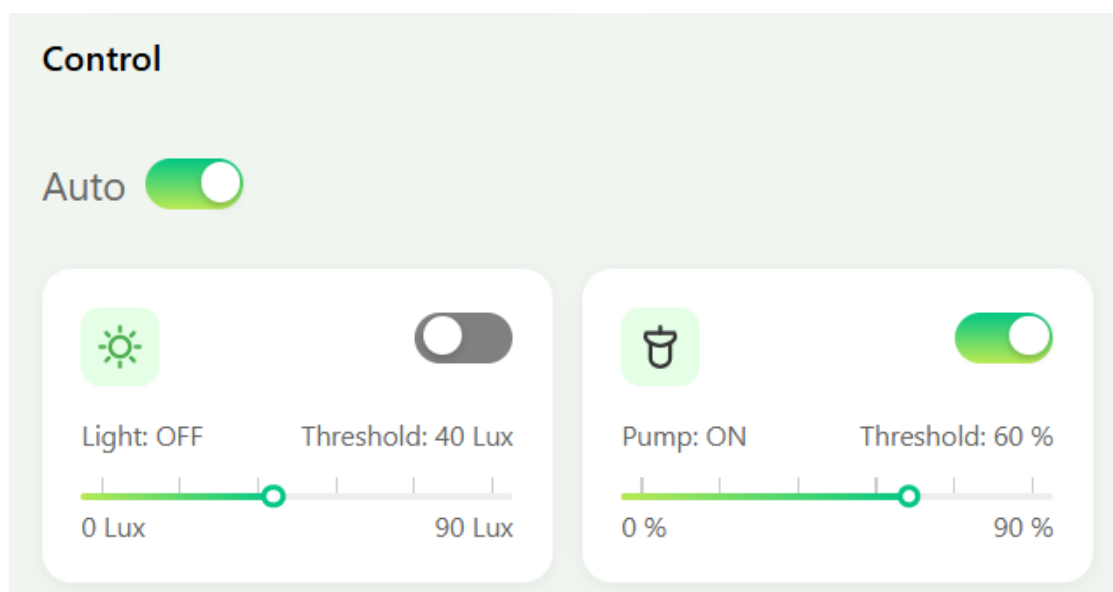 Control
Auto
Light: OFF Threshold: 40 Lux
0 Lux 90 Lux
Pump: ON Threshold: 60 %
0 % 90 %